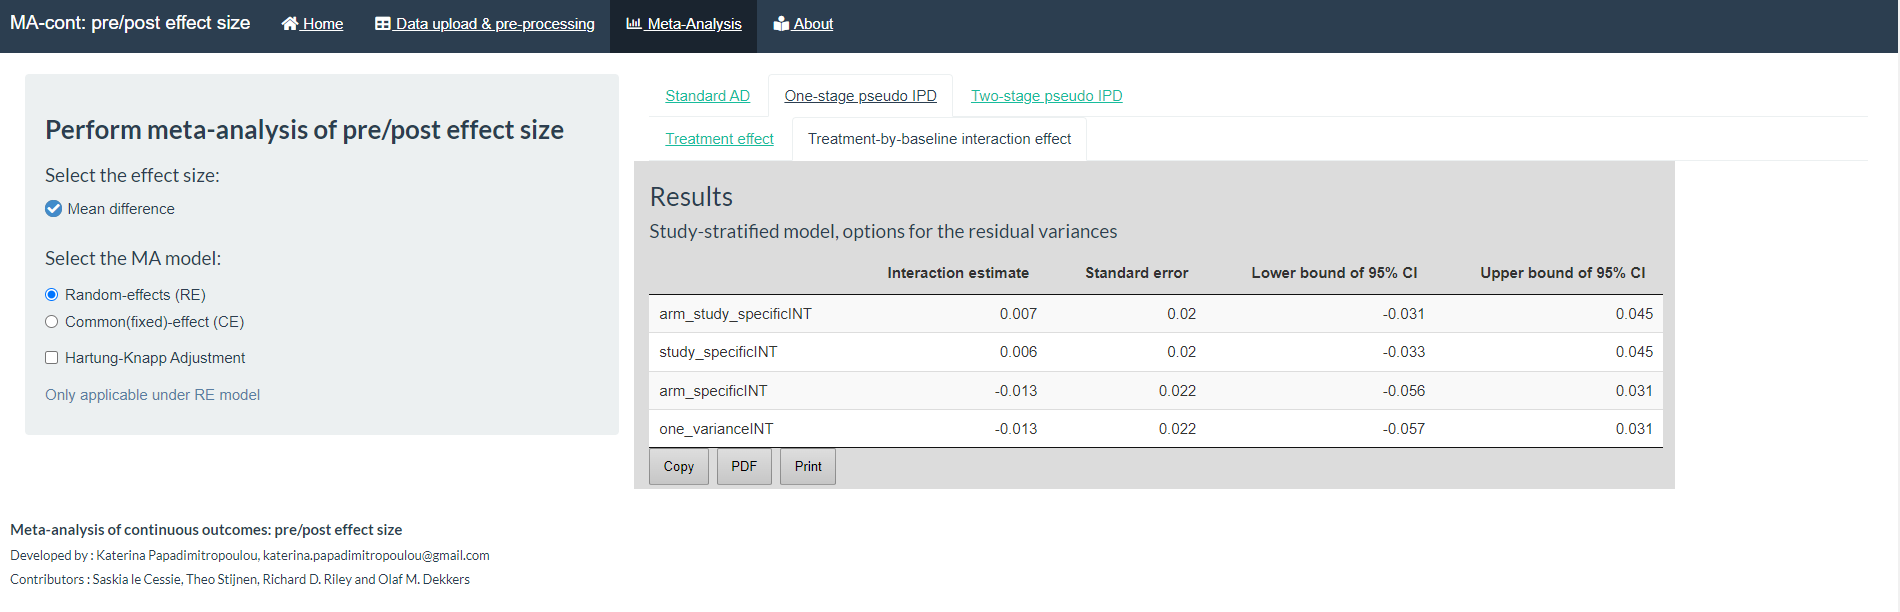 MA-cont: pre/post effect size Home Data upload & pre-processing Meta-Analysis About
Perform meta-analysis of pre/post effect size
Select the effect size:
Mean difference
Select the MA model:
Random-effects (RE)
Common(fixed)-effect (CE)
Hartung-Knapp Adjustment
Only applicable under RE model
Standard AD One-stage pseudo IPD Two-stage pseudo IPD
Treatment effect Treatment-by-baseline interaction effect
Results
Study-stratified model, options for the residual variances
Interaction estimate Standard error Lower bound of 95% CI Upper bound of 95% CI
arm_study_specificINT 0.007 0.02 -0.031 0.045
study_specificINT 0.006 0.02 -0.033 0.045
arm_specificINT -0.013 0.022 -0.056 0.031
one_varianceINT -0.013 0.022 -0.057 0.031
Copy PDF Print
Meta-analysis of continuous outcomes: pre/post effect size
Developed by : Katerina Papadimitropoulou, katerina.papadimitropoulou@gmail.com
Contributors : Saskia le Cessie, Theo Stijnen, Richard D. Riley and Olaf M. Dekkers